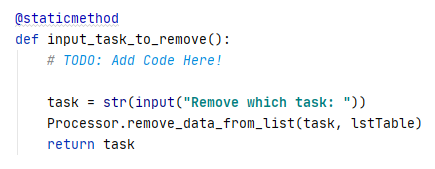 @staticmethod
def input_task_to_remove():
# TODO: Add Code Here!
task = str(input("Remove which task: "))
Processor.remove_data_from_list(task, lstTable)
return task